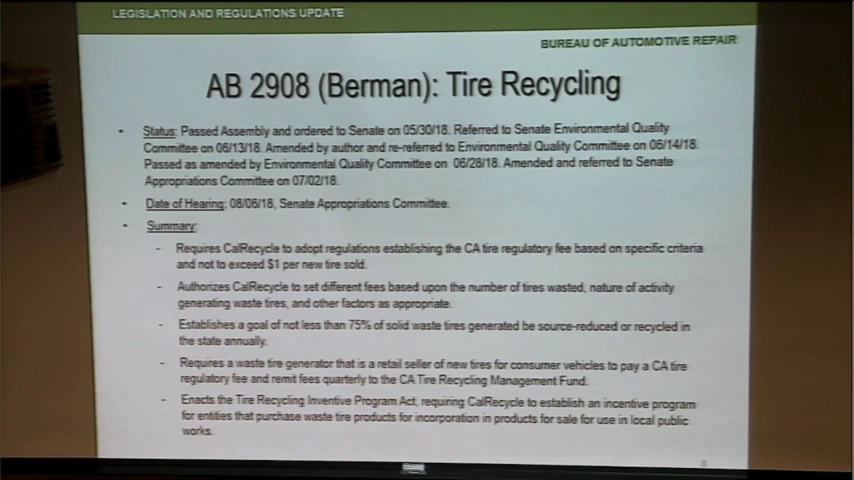 LEGISLATION AND REGULATIONS UPDATE
BUREAU OF AUTOMOTIVE REPAIR
AB 2908 (Berman): Tire Recycling
• Status: Passed Assembly and ordered to Senate on 05/30/18. Referred to Senate Environmental Quality
Committee on 06/13/18. Amended by author and re-referred to Environmental Quality Committee on 06/14/18.
Passed as amended by Environmental Quality Committee on 06/28/18. Amended and referred to Senate
Appropriations Committee on 07/02/18.
• Date of Hearing: 08/06/18, Senate Appropriations Committee.
• Summary:
- Requires CalRecycle to adopt regulations establishing the CA tire regulatory fee based on specific criteria
and not to exceed $1 per new tire sold.
- Authorizes CalRecycle to set different fees based upon the number of tires wasted, nature of activity
generating waste tires, and other factors as appropriate.
- Establishes a goal of not less than 75% of solid waste tires generated be source-reduced or recycled in
the state annually.
- Requires a waste tire generator that is a retail seller of new tires for consumer vehicles to pay a CA tire
regulatory fee and remit fees quarterly to the CA Tire Recycling Management Fund.
- Enacts the Tire Recycling Inventive Program Act, requiring CalRecycle to establish an incentive program
for entities that purchase waste tire products for incorporation in products for sale for use in local public
works.